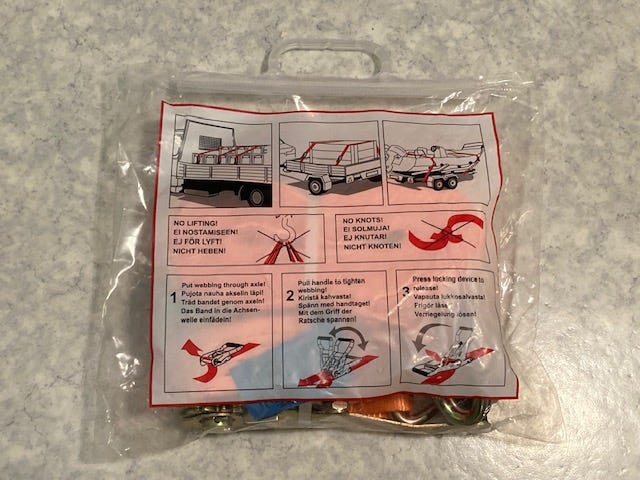 NO LIFTING!
EI NOSTAMISEEN!
EJ FÖR LYFT!
NICHT HEBEN!
NO KNOTS!
EI SOLMUJA!
EJ KNUTAR!
NICHT KNOTEN!
1
Put webbing through axle!
Pujota nauha akselin läpi!
Träd bandet genom axeln!
Das Band in die Achsen-
welle einfädeln!
2
Pull handle to tighten
webbing!
Kiristä kahvasta!
Spänn med handtaget!
Mit dem Griff der
Ratsche spannen!
3
Press locking device to
rulease!
Vapauta lukkosalvasta!
Frigör låset
Verriegelung lösen!